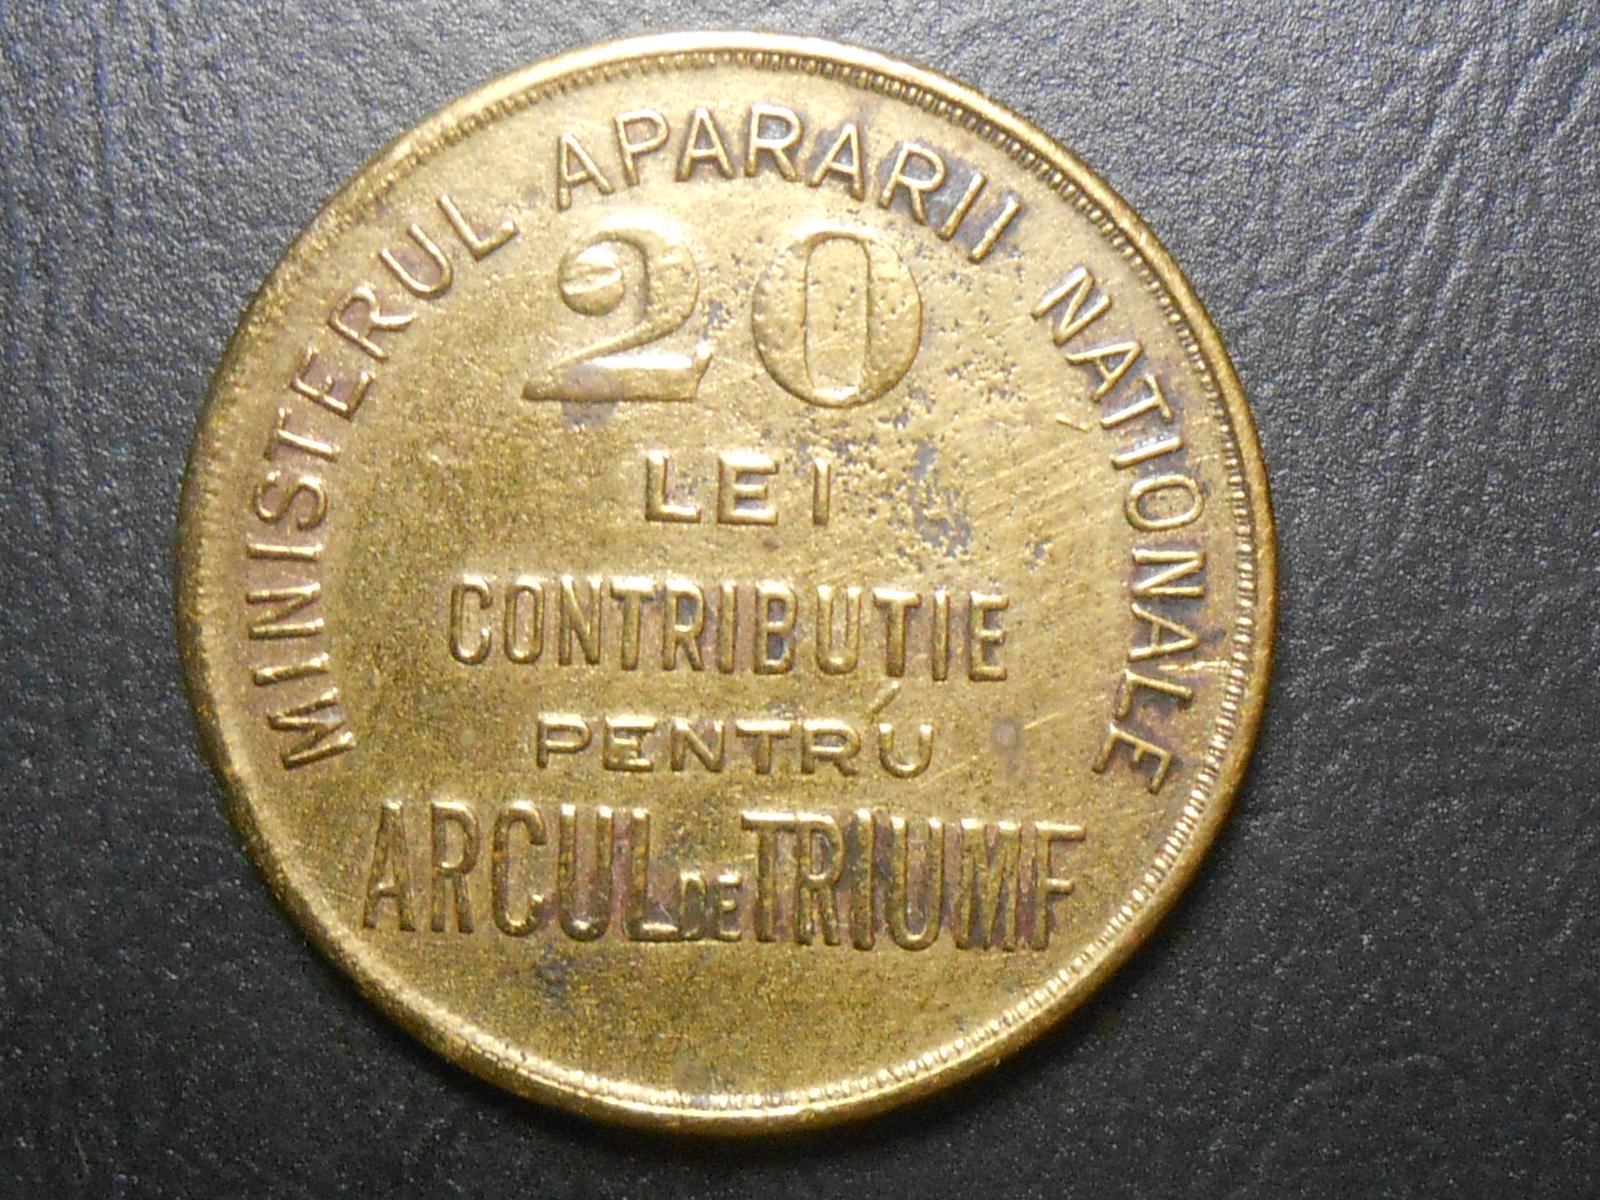 MINISTERUL APARARII NATIONALE
20
LEI
CONTRIBUTIE
PENTRU
ARCUL DE TRIUMF